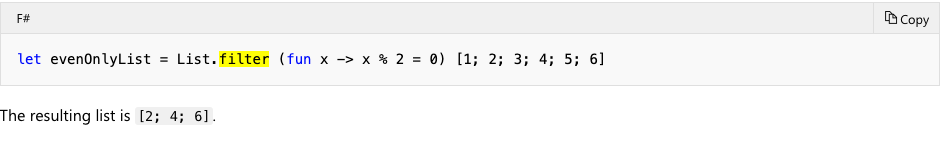 F#
Copy
let evenOnlyList = List.filter (fun x -> x % 2 = 0) [1; 2; 3; 4; 5; 6]
The resulting list is [2; 4; 6].